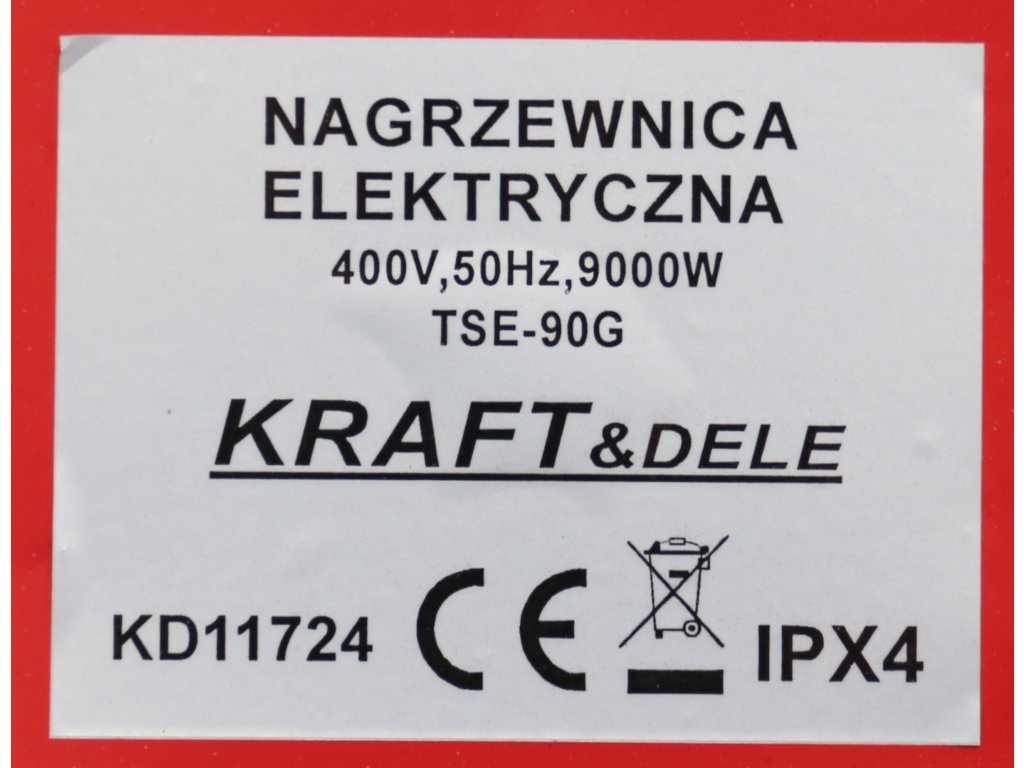 NAGRZEWNICA
ELEKTRYCZNA
400V,50Hz,9000W
TSE-90G
KRAFT&DELE
KD11724 CE IPX4